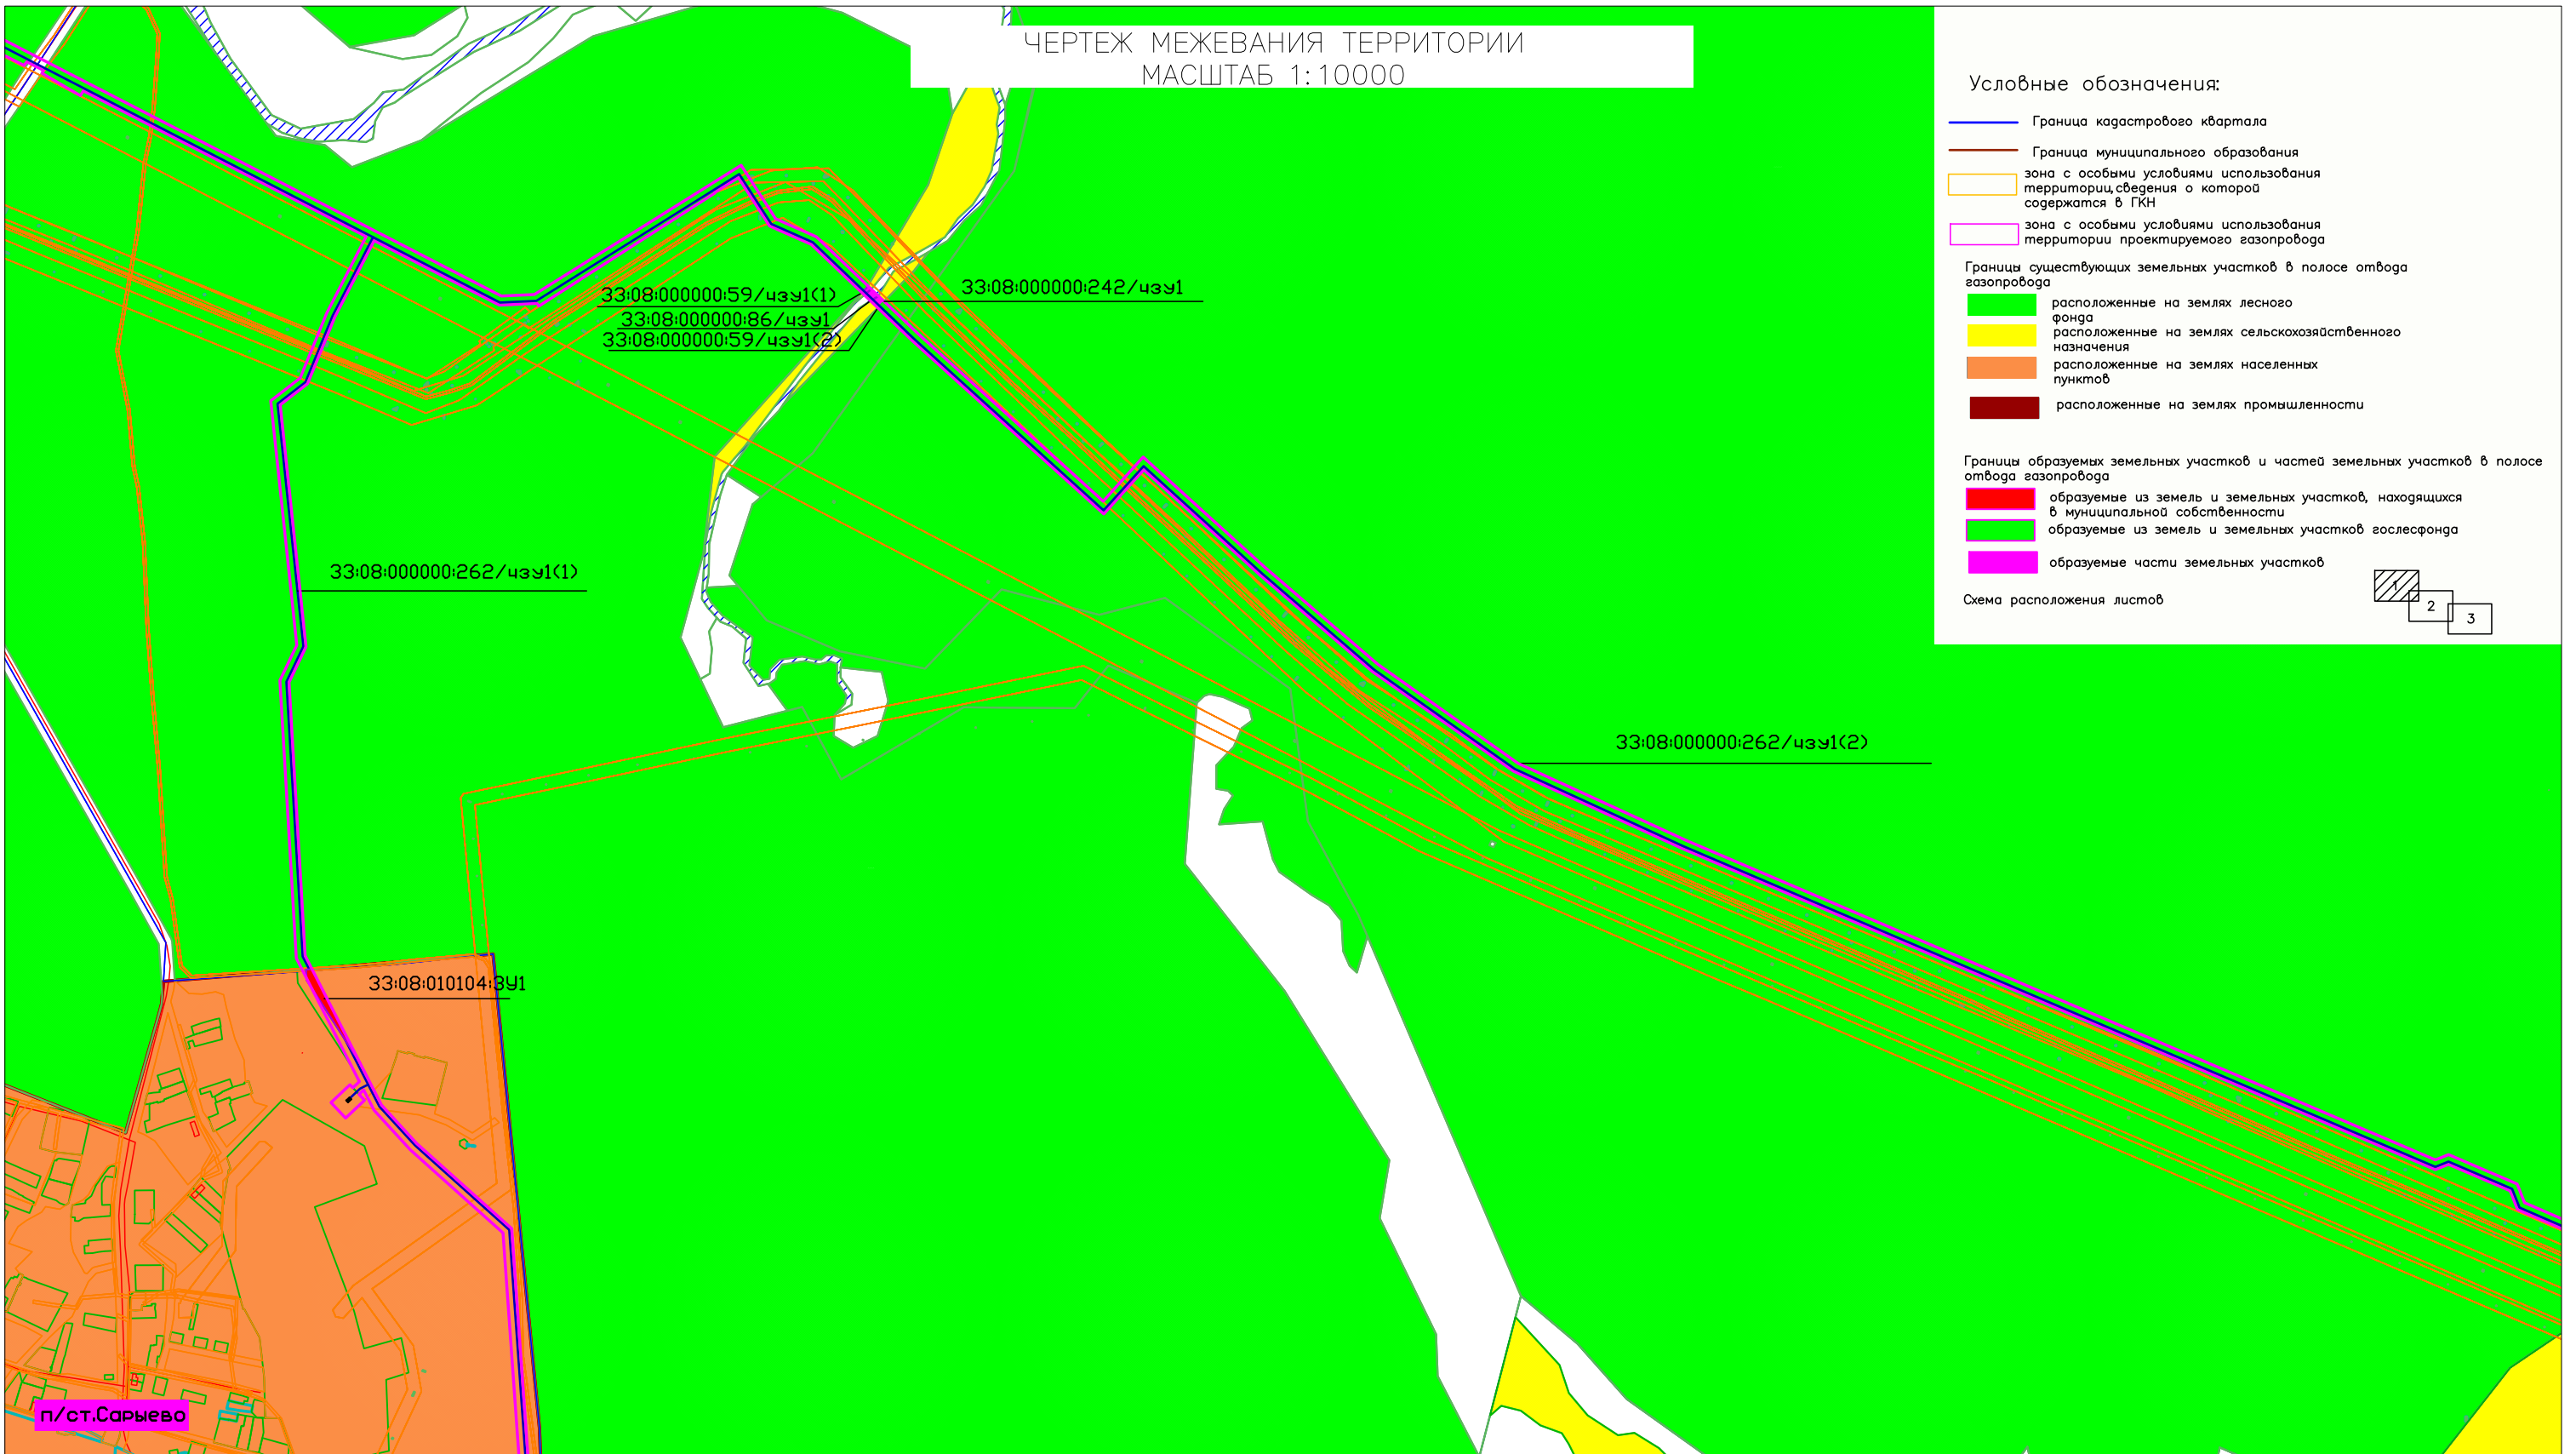 ЧЕРТЕЖ МЕЖЕВАНИЯ ТЕРРИТОРИИ
МАСШТАБ 1:10000
Условные обозначения:
Граница кадастрового квартала
Граница муниципального образования
зона с особыми условиями использования
территории,сведения о которой
содержатся в ГКН
зона с особыми условиями использования
территории проектируемого газопровода
Границы существующих земельных участков в полосе отвода
газопровода
расположенные на землях лесного
фонда
расположенные на землях сельскохозяйственного
назначения
расположенные на землях населенных
пунктов
расположенные на землях промышленности
Границы образуемых земельных участков и частей земельных участков в полосе
отвода газопровода
образуемые из земель и земельных участков, находящихся
в муниципальной собственности
образуемые из земель и земельных участков гослесфонда
образуемые части земельных участков
Схема расположения листов
1
2
3
33:08:000000:59/чзу1(1)
33:08:000000:242/чзу1
33:08:000000:86/чзу1
33:08:000000:59/чзу1(2)
33:08:000000:262/чзу1(1)
33:08:000000:262/чзу1(2)
33:08:010104:ЗУ1
п/ст.Сарыево